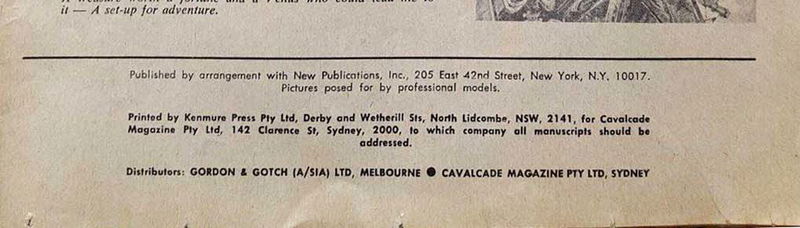 it — A set-up for adventure.
Published by arrangement with New Publications, Inc., 205 East 42nd Street, New York, N.Y. 10017.
Pictures posed for by professional models.
Printed by Kenmure Press Pty Ltd, Derby and Wetherill Sts, North Lidcombe, NSW, 2141, for Cavalcade
Magazine Pty Ltd, 142 Clarence St, Sydney, 2000, to which company all manuscripts should be
addressed.
Distributors: GORDON & GOTCH (A/SIA) LTD, MELBOURNE ● CAVALCADE MAGAZINE PTY LTD, SYDNEY